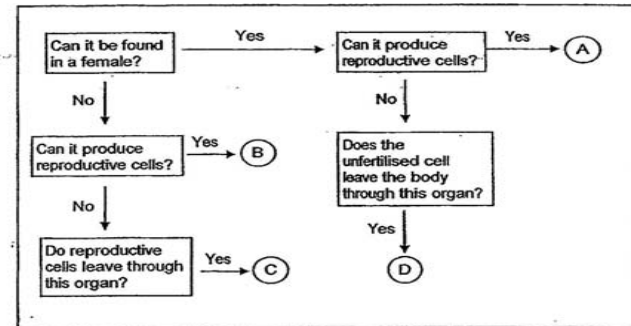 Can it be found
in a female?
Yes
Can it produce
reproductive cells?
Yes
A
No
No
Can it produce
reproductive cells?
Yes
B
Does the
unfertilised cell
leave the body
through this organ?
No
Yes
Do reproductive
cells leave through
this organ?
Yes
C
D